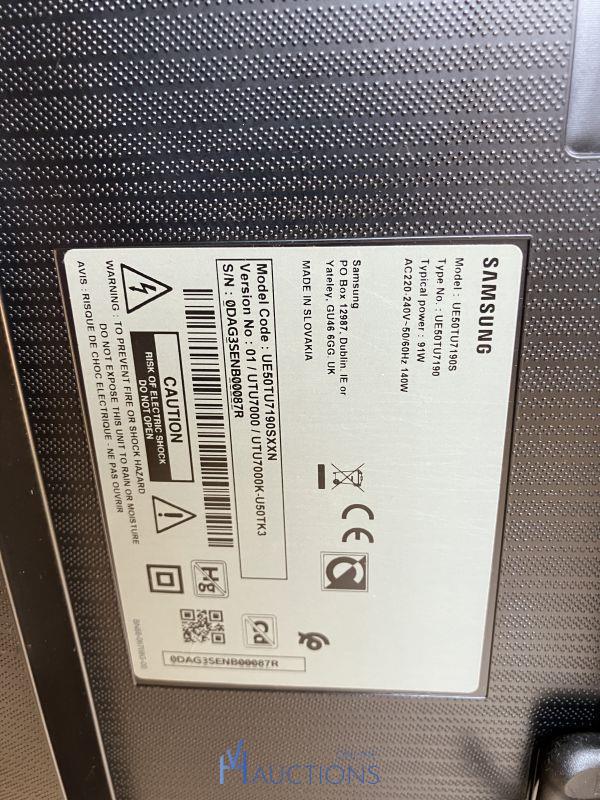 SAMSUNG
Model : UE50TU7190S
Type No. : UE50TU7190
Typical power : 91W
AC220-240V~50/60Hz 140W
Samsung
PO Box 12987. Dublin. IE or
Yateley, GU46 6GG. UK
MADE IN SLOVAKIA
CE
Model Code : UE50TU7190SXXN
Version No : 01 / UTU7000 / UTU7000K-U50TK3
S/N : 0DAG3SENB00087R
CAUTION
RISK OF ELECTRIC SHOCK
DO NOT OPEN
WARNING : TO PREVENT FIRE OR SHOCK HAZARD
DO NOT EXPOSE THIS UNIT TO RAIN OR MOISTURE
AVIS : RISQUE DE CHOC ELECTRIQUE - NE PAS OUVRIR
Hg
Cd
0DAG3SENB00087R
AUCTIONS